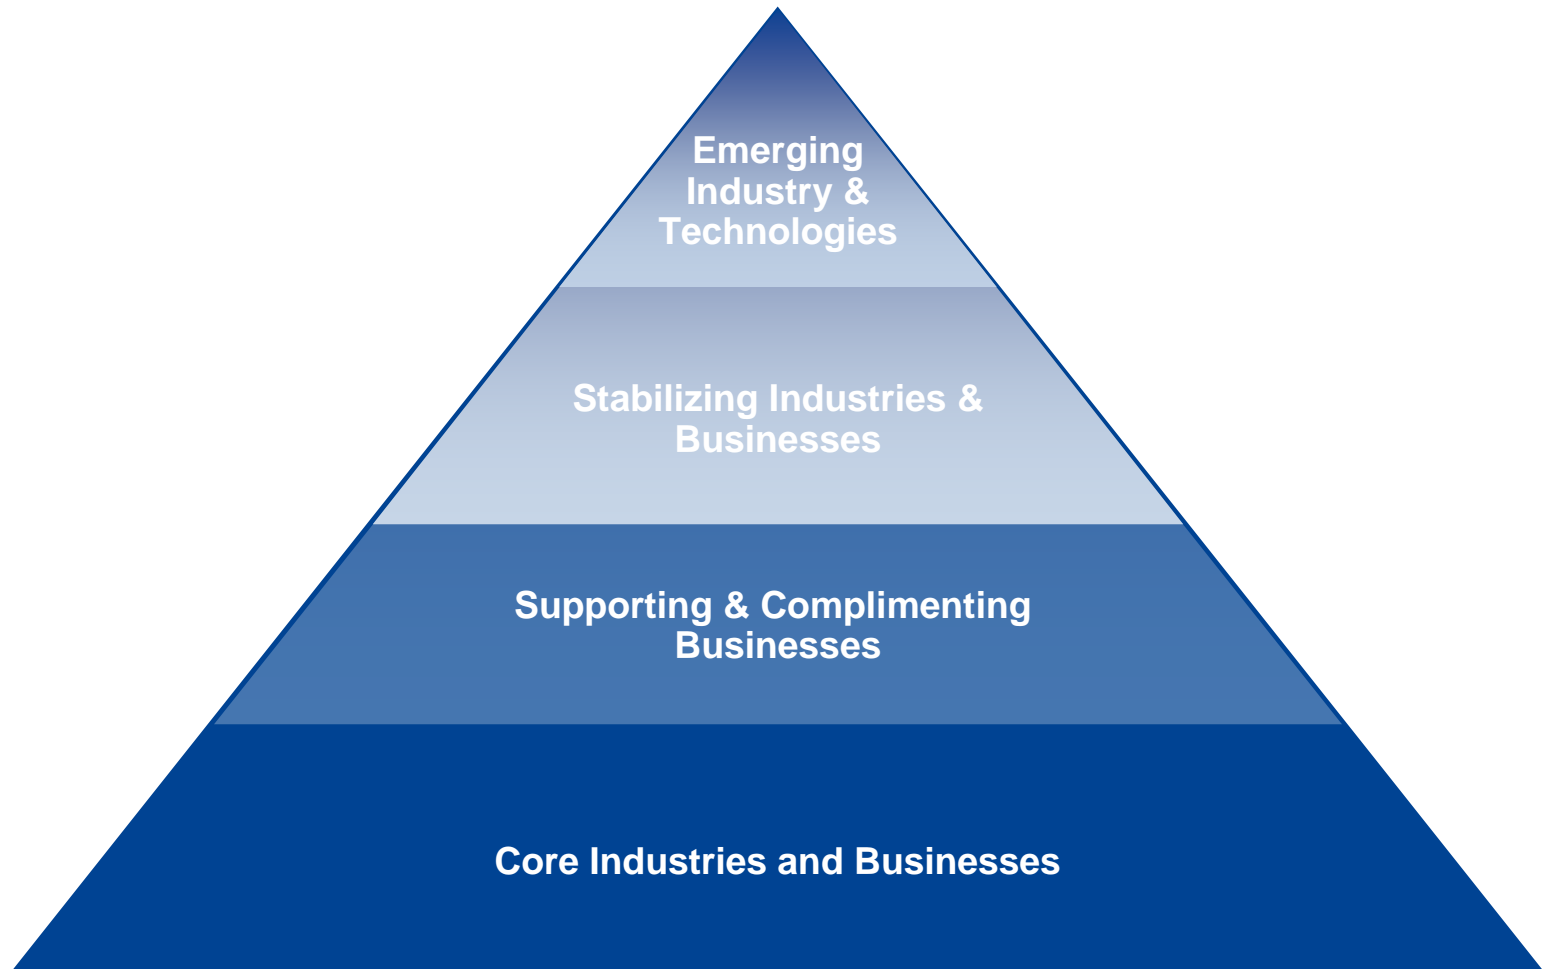 Emerging
Industry &
Technologies
Stabilizing Industries &
Businesses
Supporting & Complimenting
Businesses
Core Industries and Businesses